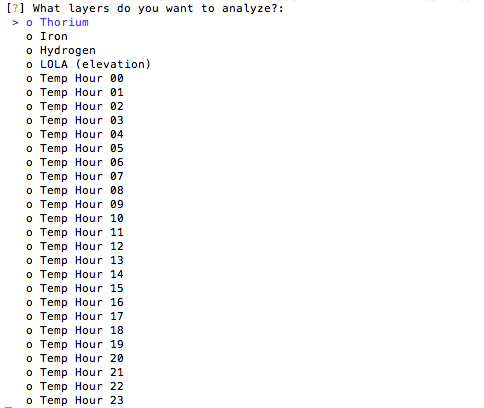 [?] What layers do you want to analyze?:
 > o Thorium
   o Iron
   o Hydrogen
   o LOLA (elevation)
   o Temp Hour 00
   o Temp Hour 01
   o Temp Hour 02
   o Temp Hour 03
   o Temp Hour 04
   o Temp Hour 05
   o Temp Hour 06
   o Temp Hour 07
   o Temp Hour 08
   o Temp Hour 09
   o Temp Hour 10
   o Temp Hour 11
   o Temp Hour 12
   o Temp Hour 13
   o Temp Hour 14
   o Temp Hour 15
   o Temp Hour 16
   o Temp Hour 17
   o Temp Hour 18
   o Temp Hour 19
   o Temp Hour 20
   o Temp Hour 21
   o Temp Hour 22
   o Temp Hour 23